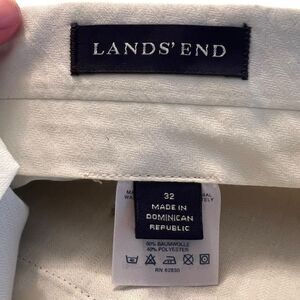 LANDS' END
32
MADE IN
DOMINICAN
REPUBLIC
60% BAUMWOLLE
40% POLYESTER
RN 62830